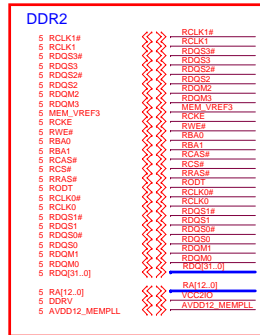 DDR2
5 RCLK1# RCLK1#
5 RCLK1 RCLK1
5 RDQS3# RDQS3#
5 RDQS3 RDQS3
5 RDQS2# RDQS2#
5 RDQS2 RDQS2
5 RDQM2 RDQM2
5 RDQM3 RDQM3
5 MEM_VREF3 MEM_VREF3
5 RCKE RCKE
5 RWE# RWE#
5 RBA0 RBA0
5 RBA1 RBA1
5 RCAS# RCAS#
5 RCS# RCS#
5 RRAS# RRAS#
5 RODT RODT
5 RCLK0# RCLK0#
5 RCLK0 RCLK0
5 RDQS1# RDQS1#
5 RDQS1 RDQS1
5 RDQS0# RDQS0#
5 RDQS0 RDQS0
5 RDQM1 RDQM1
5 RDQM0 RDQM0
5 RDQ[31..0] RDQ[31..0]
5 RA[12..0] RA[12..0]
5 DDRV VCC2IO
5 AVDD12_MEMPLL AVDD12_MEMPLL